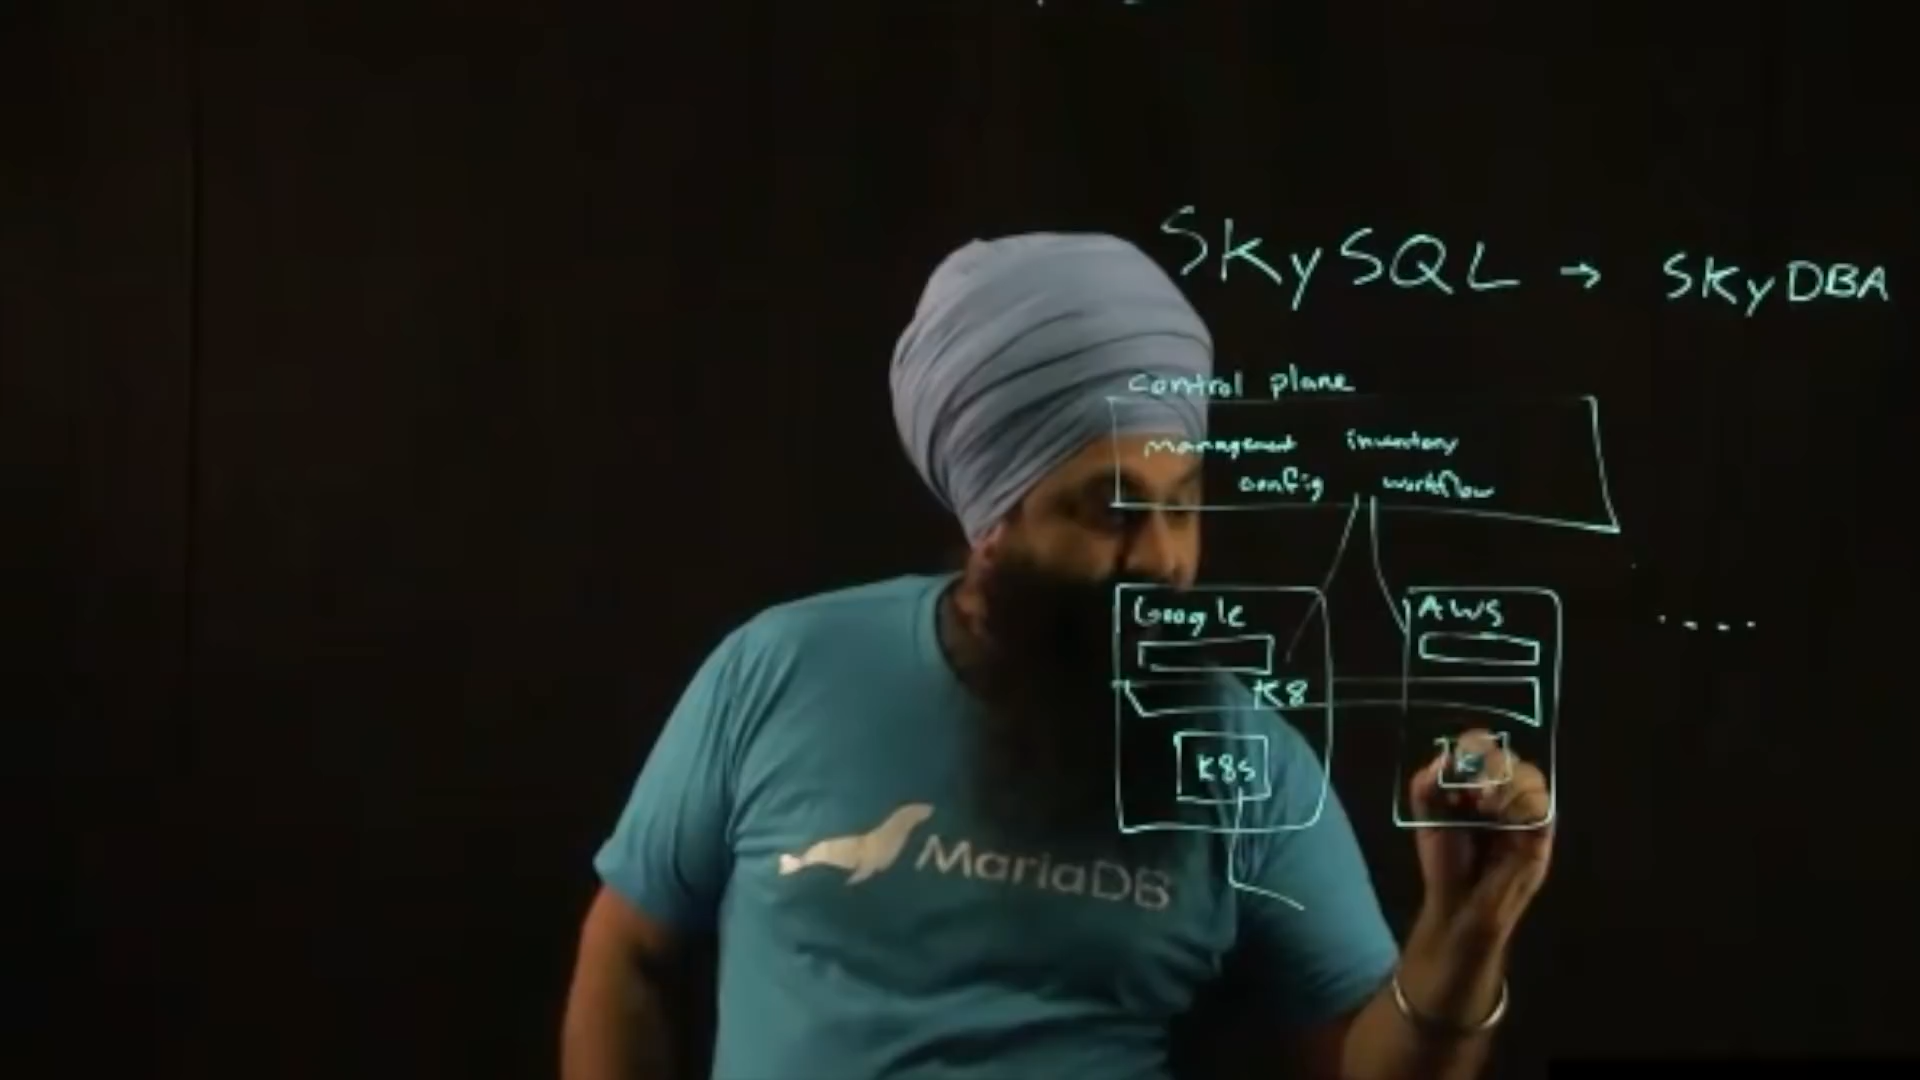 SkySQL → SkyDBA
control plane
management inventory
config workflow
Google AWS
K8
K8s K
MariaDB